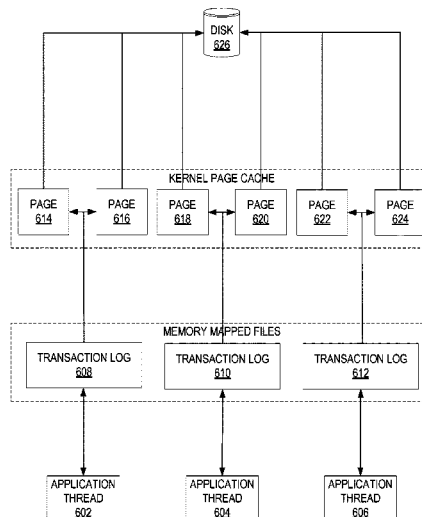 DISK
626
KERNEL PAGE CACHE
PAGE
614
PAGE
616
PAGE
618
PAGE
620
PAGE
622
PAGE
624
MEMORY MAPPED FILES
TRANSACTION LOG
608
TRANSACTION LOG
610
TRANSACTION LOG
612
APPLICATION
THREAD
602
APPLICATION
THREAD
604
APPLICATION
THREAD
606